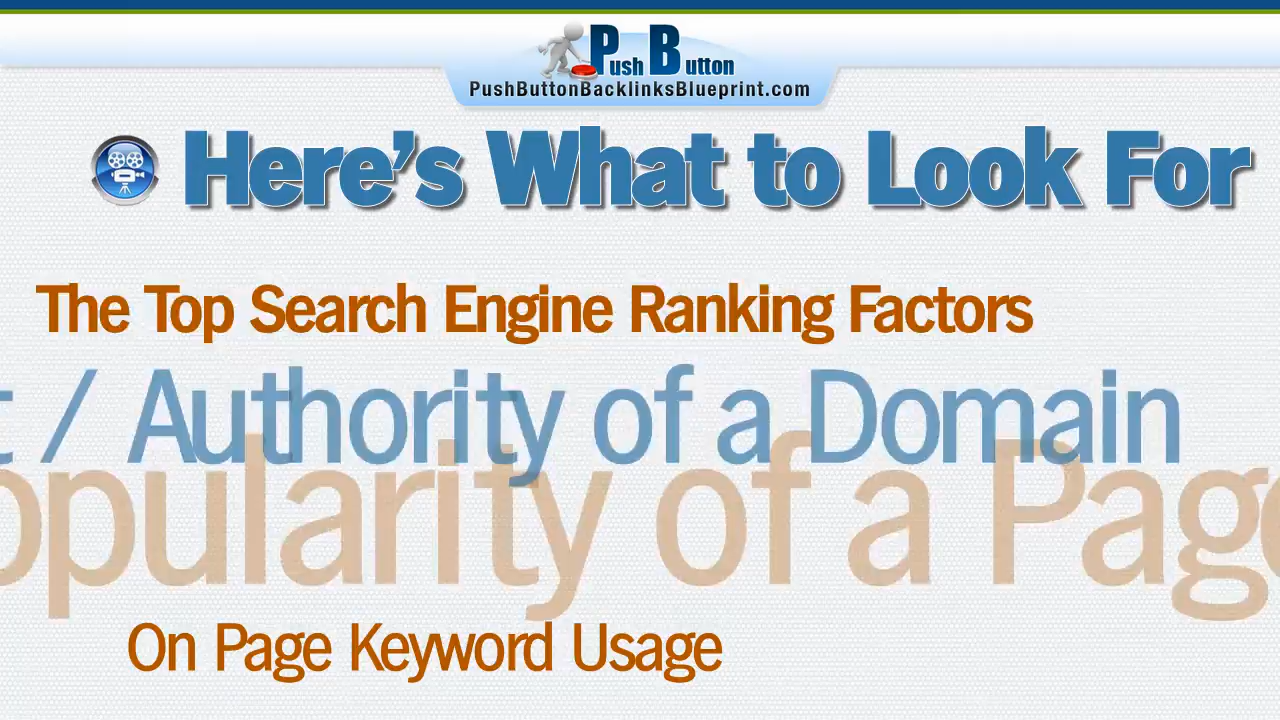 Push Button
PushButtonBacklinksBlueprint.com
Here's What to Look For
The Top Search Engine Ranking Factors
/ Authority of a Domain
of a
On Page Keyword Usage